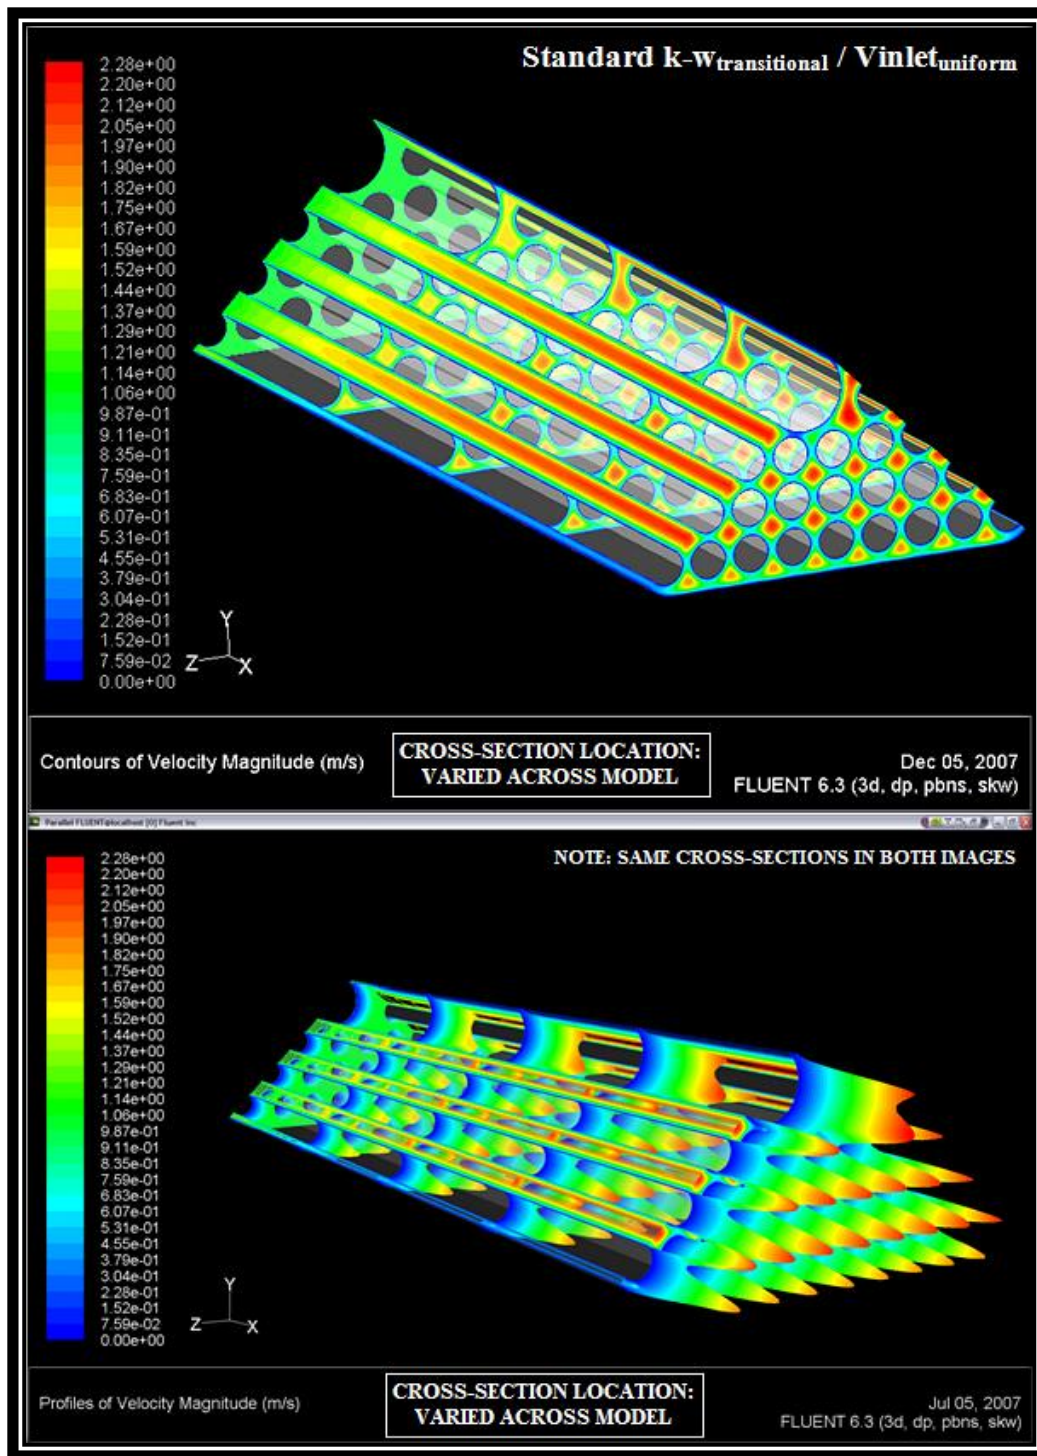 Standard k-w transitional / Vinlet uniform
2.28e+00
2.20e+00
2.12e+00
2.05e+00
1.97e+00
1.90e+00
1.82e+00
1.75e+00
1.67e+00
1.59e+00
1.52e+00
1.44e+00
1.37e+00
1.29e+00
1.21e+00
1.14e+00
1.06e+00
9.87e-01
9.11e-01
8.35e-01
7.59e-01
6.83e-01
6.07e-01
5.31e-01
4.55e-01
3.79e-01
3.04e-01
2.28e-01
1.52e-01
7.59e-02
0.00e+00
Y
Z X
Contours of Velocity Magnitude (m/s)
CROSS-SECTION LOCATION:
VARIED ACROSS MODEL
Dec 05, 2007
FLUENT 6.3 (3d, dp, pbns, skw)
Parallel FLUENT@localhost [0] Fluent Inc
NOTE: SAME CROSS-SECTIONS IN BOTH IMAGES
2.28e+00
2.20e+00
2.12e+00
2.05e+00
1.97e+00
1.90e+00
1.82e+00
1.75e+00
1.67e+00
1.59e+00
1.52e+00
1.44e+00
1.37e+00
1.29e+00
1.21e+00
1.14e+00
1.06e+00
9.87e-01
9.11e-01
8.35e-01
7.59e-01
6.83e-01
6.07e-01
5.31e-01
4.55e-01
3.79e-01
3.04e-01
2.28e-01
1.52e-01
7.59e-02
0.00e+00
Y
Z X
Profiles of Velocity Magnitude (m/s)
CROSS-SECTION LOCATION:
VARIED ACROSS MODEL
Jul 05, 2007
FLUENT 6.3 (3d, dp, pbns, skw)